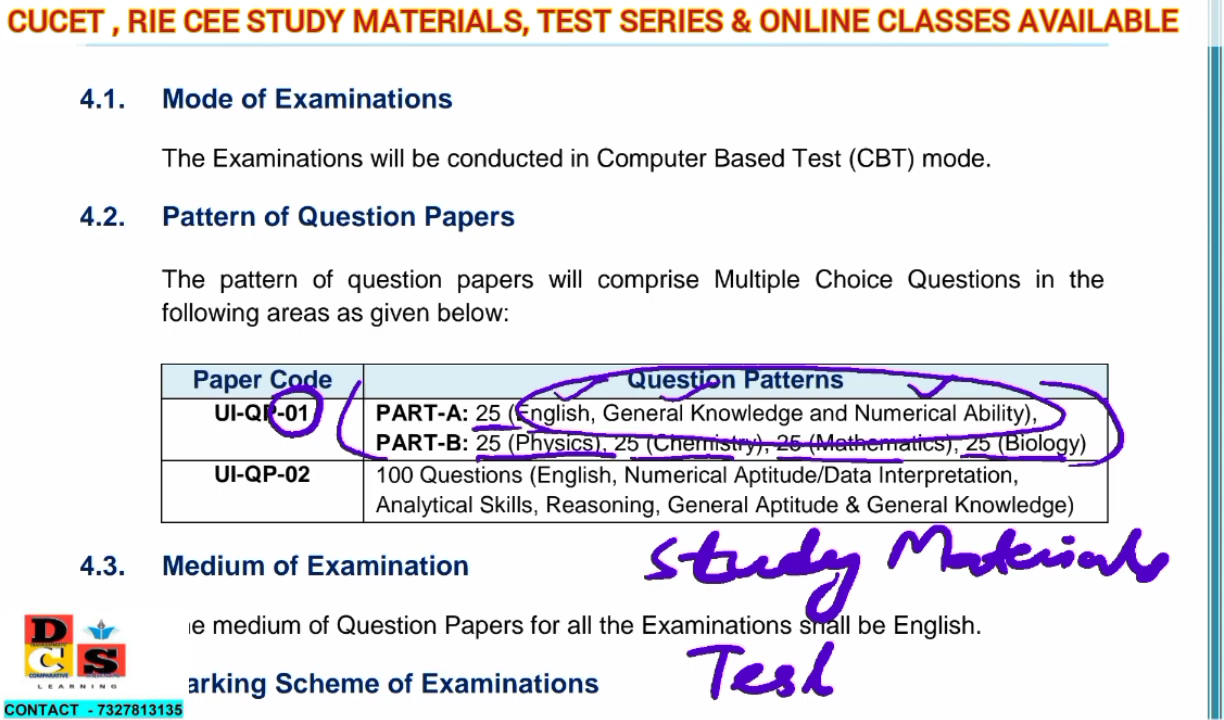 CUCET , RIE CEE STUDY MATERIALS, TEST SERIES & ONLINE CLASSES AVAILABLE
4.1. Mode of Examinations
The Examinations will be conducted in Computer Based Test (CBT) mode.
4.2. Pattern of Question Papers
The pattern of question papers will comprise Multiple Choice Questions in the
following areas as given below:
Paper Code Question Patterns
UI-QP-01 PART-A: 25 (English, General Knowledge and Numerical Ability),
PART-B: 25 (Physics), 25 (Chemistry), 25 (Mathematics), 25 (Biology)
UI-QP-02 100 Questions (English, Numerical Aptitude/Data Interpretation,
Analytical Skills, Reasoning, General Aptitude & General Knowledge)
Study Materials
4.3. Medium of Examination
e medium of Question Papers for all the Examinations shall be English.
Test
arking Scheme of Examinations
D
C S
COMPARATIVE
LEARNING
CONTACT - 7327813135